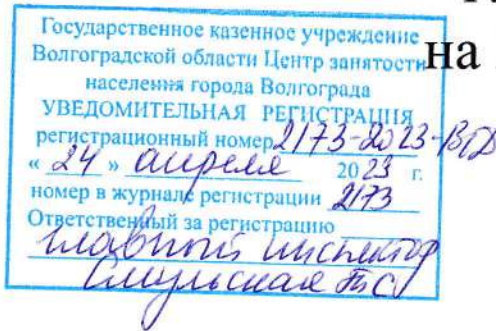 Государственное казенное учреждение
Волгоградской области Центр занятости
населения города Волгограда
УВЕДОМИТЕЛЬНАЯ РЕГИСТРАЦИЯ
регистрационный номер 2173-2023-ВГД
« 24 » апреля 2023 г.
номер в журнале регистрации 2173
Ответственный за регистрацию
главный инспектор
на